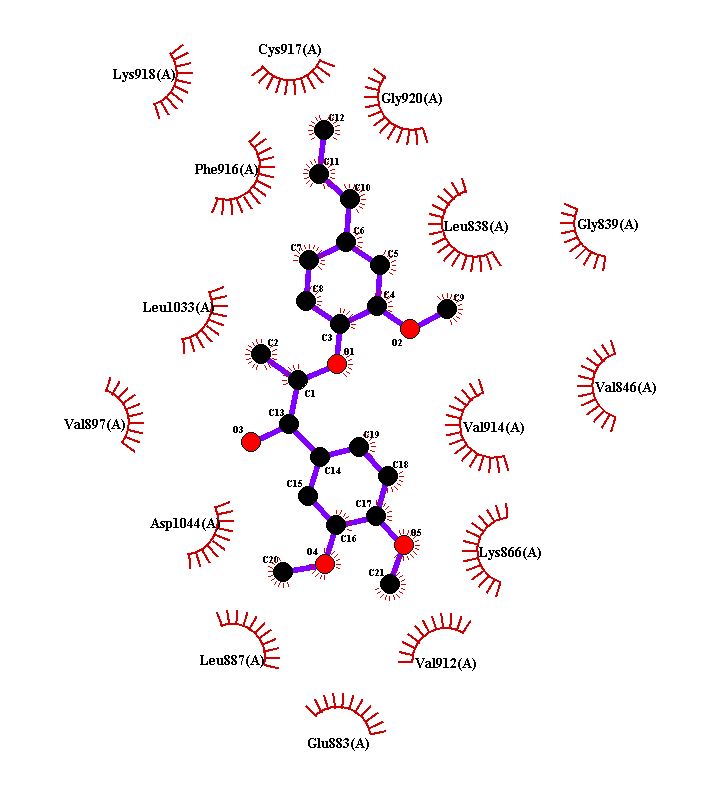 Cys917(A)
Lys918(A)
Gly920(A)
C12
C11
Phe916(A)
C10
Leu838(A)
Gly839(A)
C6
C7
C5
C8
C4
C9
Leu1033(A)
C3
O2
C2
O1
C1
Val846(A)
Val897(A)
C13
O3
Val914(A)
C19
C14
C18
C15
C17
Asp1044(A)
C16
O5
Lys866(A)
O4
C20
C21
Leu887(A)
Val912(A)
Glu883(A)